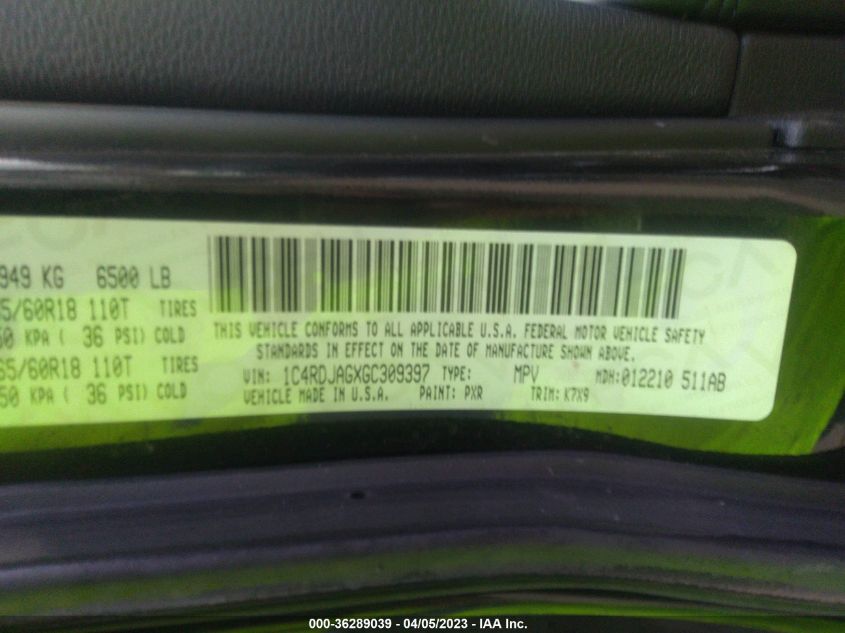 949 KG 6500 LB
5/60R18 110T TIRES
50 KPA ( 36 PSI) COLD
65/60R18 110T TIRES
50 KPA ( 36 PSI) COLD
THIS VEHICLE CONFORMS TO ALL APPLICABLE U.S.A. FEDERAL MOTOR VEHICLE SAFETY
STANDARDS IN EFFECT ON THE DATE OF MANUFACTURE SHOWN ABOVE.
VIN: 1C4RDJAGXGC309397 TYPE: MPV MDH:012210 511AB
VEHICLE MADE IN U.S.A. PAINT: PXR TRIM: K7X9
000-36289039 - 04/05/2023 - IAA Inc.